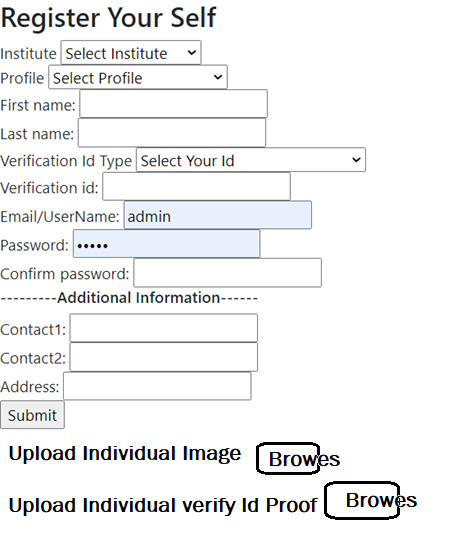 Register Your Self
Institute Select Institute
Profile Select Profile
First name:
Last name:
Verification Id Type Select Your Id
Verification id:
Email/UserName: admin
Password: •••••
Confirm password:
---------Additional Information------
Contact1:
Contact2:
Address:
Submit
Upload Individual Image Browes
Upload Individual verify Id Proof Browes